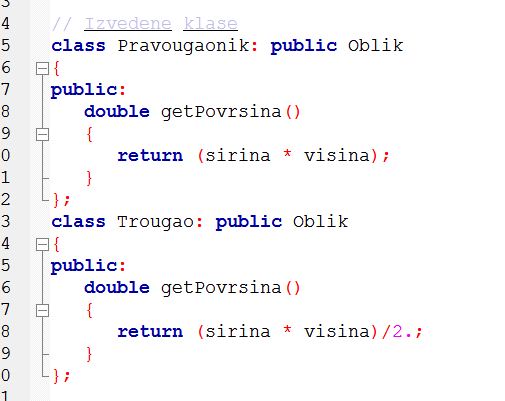 3
4 // Izvedene klase
5 class Pravougaonik: public Oblik
6 {
7 public:
8 double getPovrsina()
9 {
0 return (sirina * visina);
1 }
2 };
3 class Trougao: public Oblik
4 {
5 public:
6 double getPovrsina()
7 {
8 return (sirina * visina)/2.;
9 }
0 };
1